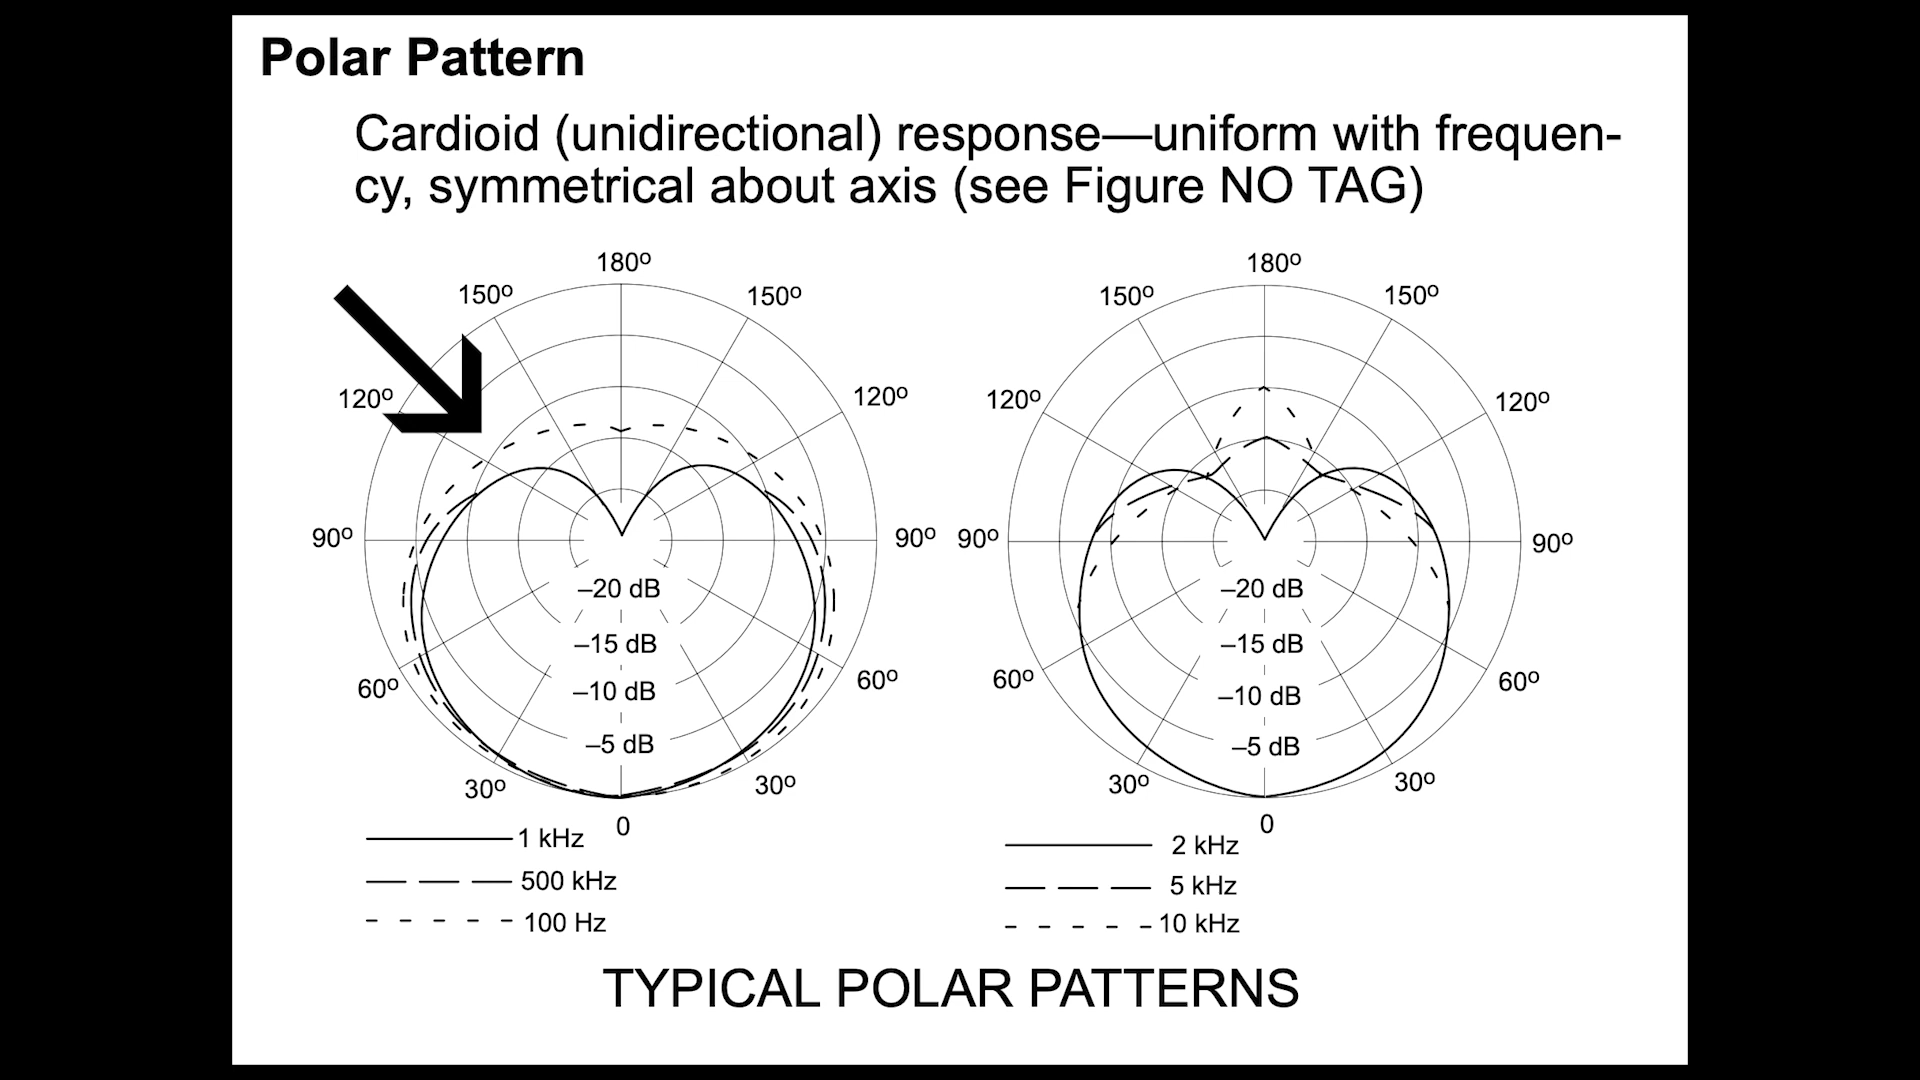 Polar Pattern
Cardioid (unidirectional) response—uniform with frequen-
cy, symmetrical about axis (see Figure NO TAG)
180º
150º
150º
120º
120º
90º
90º
–20 dB
–15 dB
–10 dB
–5 dB
60º
60º
30º
30º
0
1 kHz
500 kHz
100 Hz
180º
150º
150º
120º
120º
90º
90º
–20 dB
–15 dB
–10 dB
–5 dB
60º
60º
30º
30º
0
2 kHz
5 kHz
10 kHz
TYPICAL POLAR PATTERNS